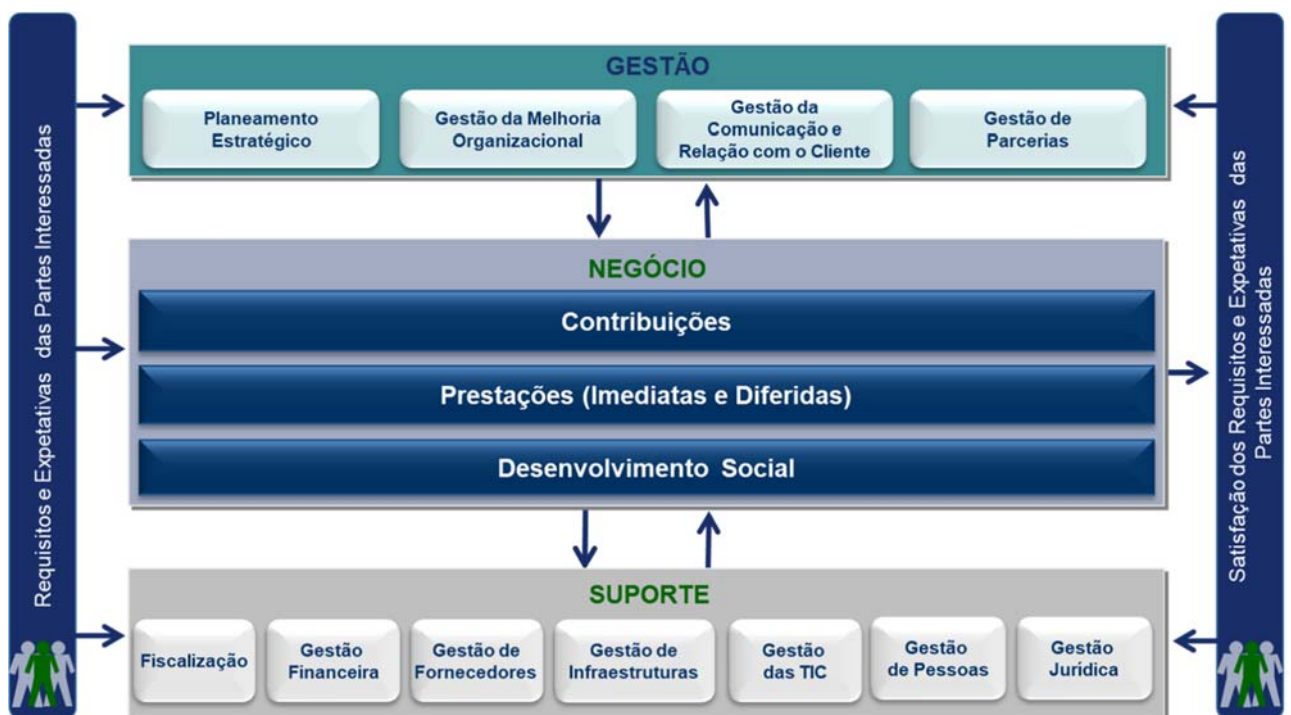 Requisitos e Expetativas das Partes Interessadas
GESTÃO
Planeamento
Estratégico
Gestão da Melhoria
Organizacional
Gestão da
Comunicação e
Relação com o Cliente
Gestão de
Parcerias
NEGÓCIO
Contribuições
Prestações (Imediatas e Diferidas)
Desenvolvimento Social
SUPORTE
Fiscalização
Gestão
Financeira
Gestão de
Fornecedores
Gestão de
Infraestruturas
Gestão
das TIC
Gestão
de Pessoas
Gestão
Jurídica
Satisfação dos Requisitos e Expetativas das
Partes Interessadas